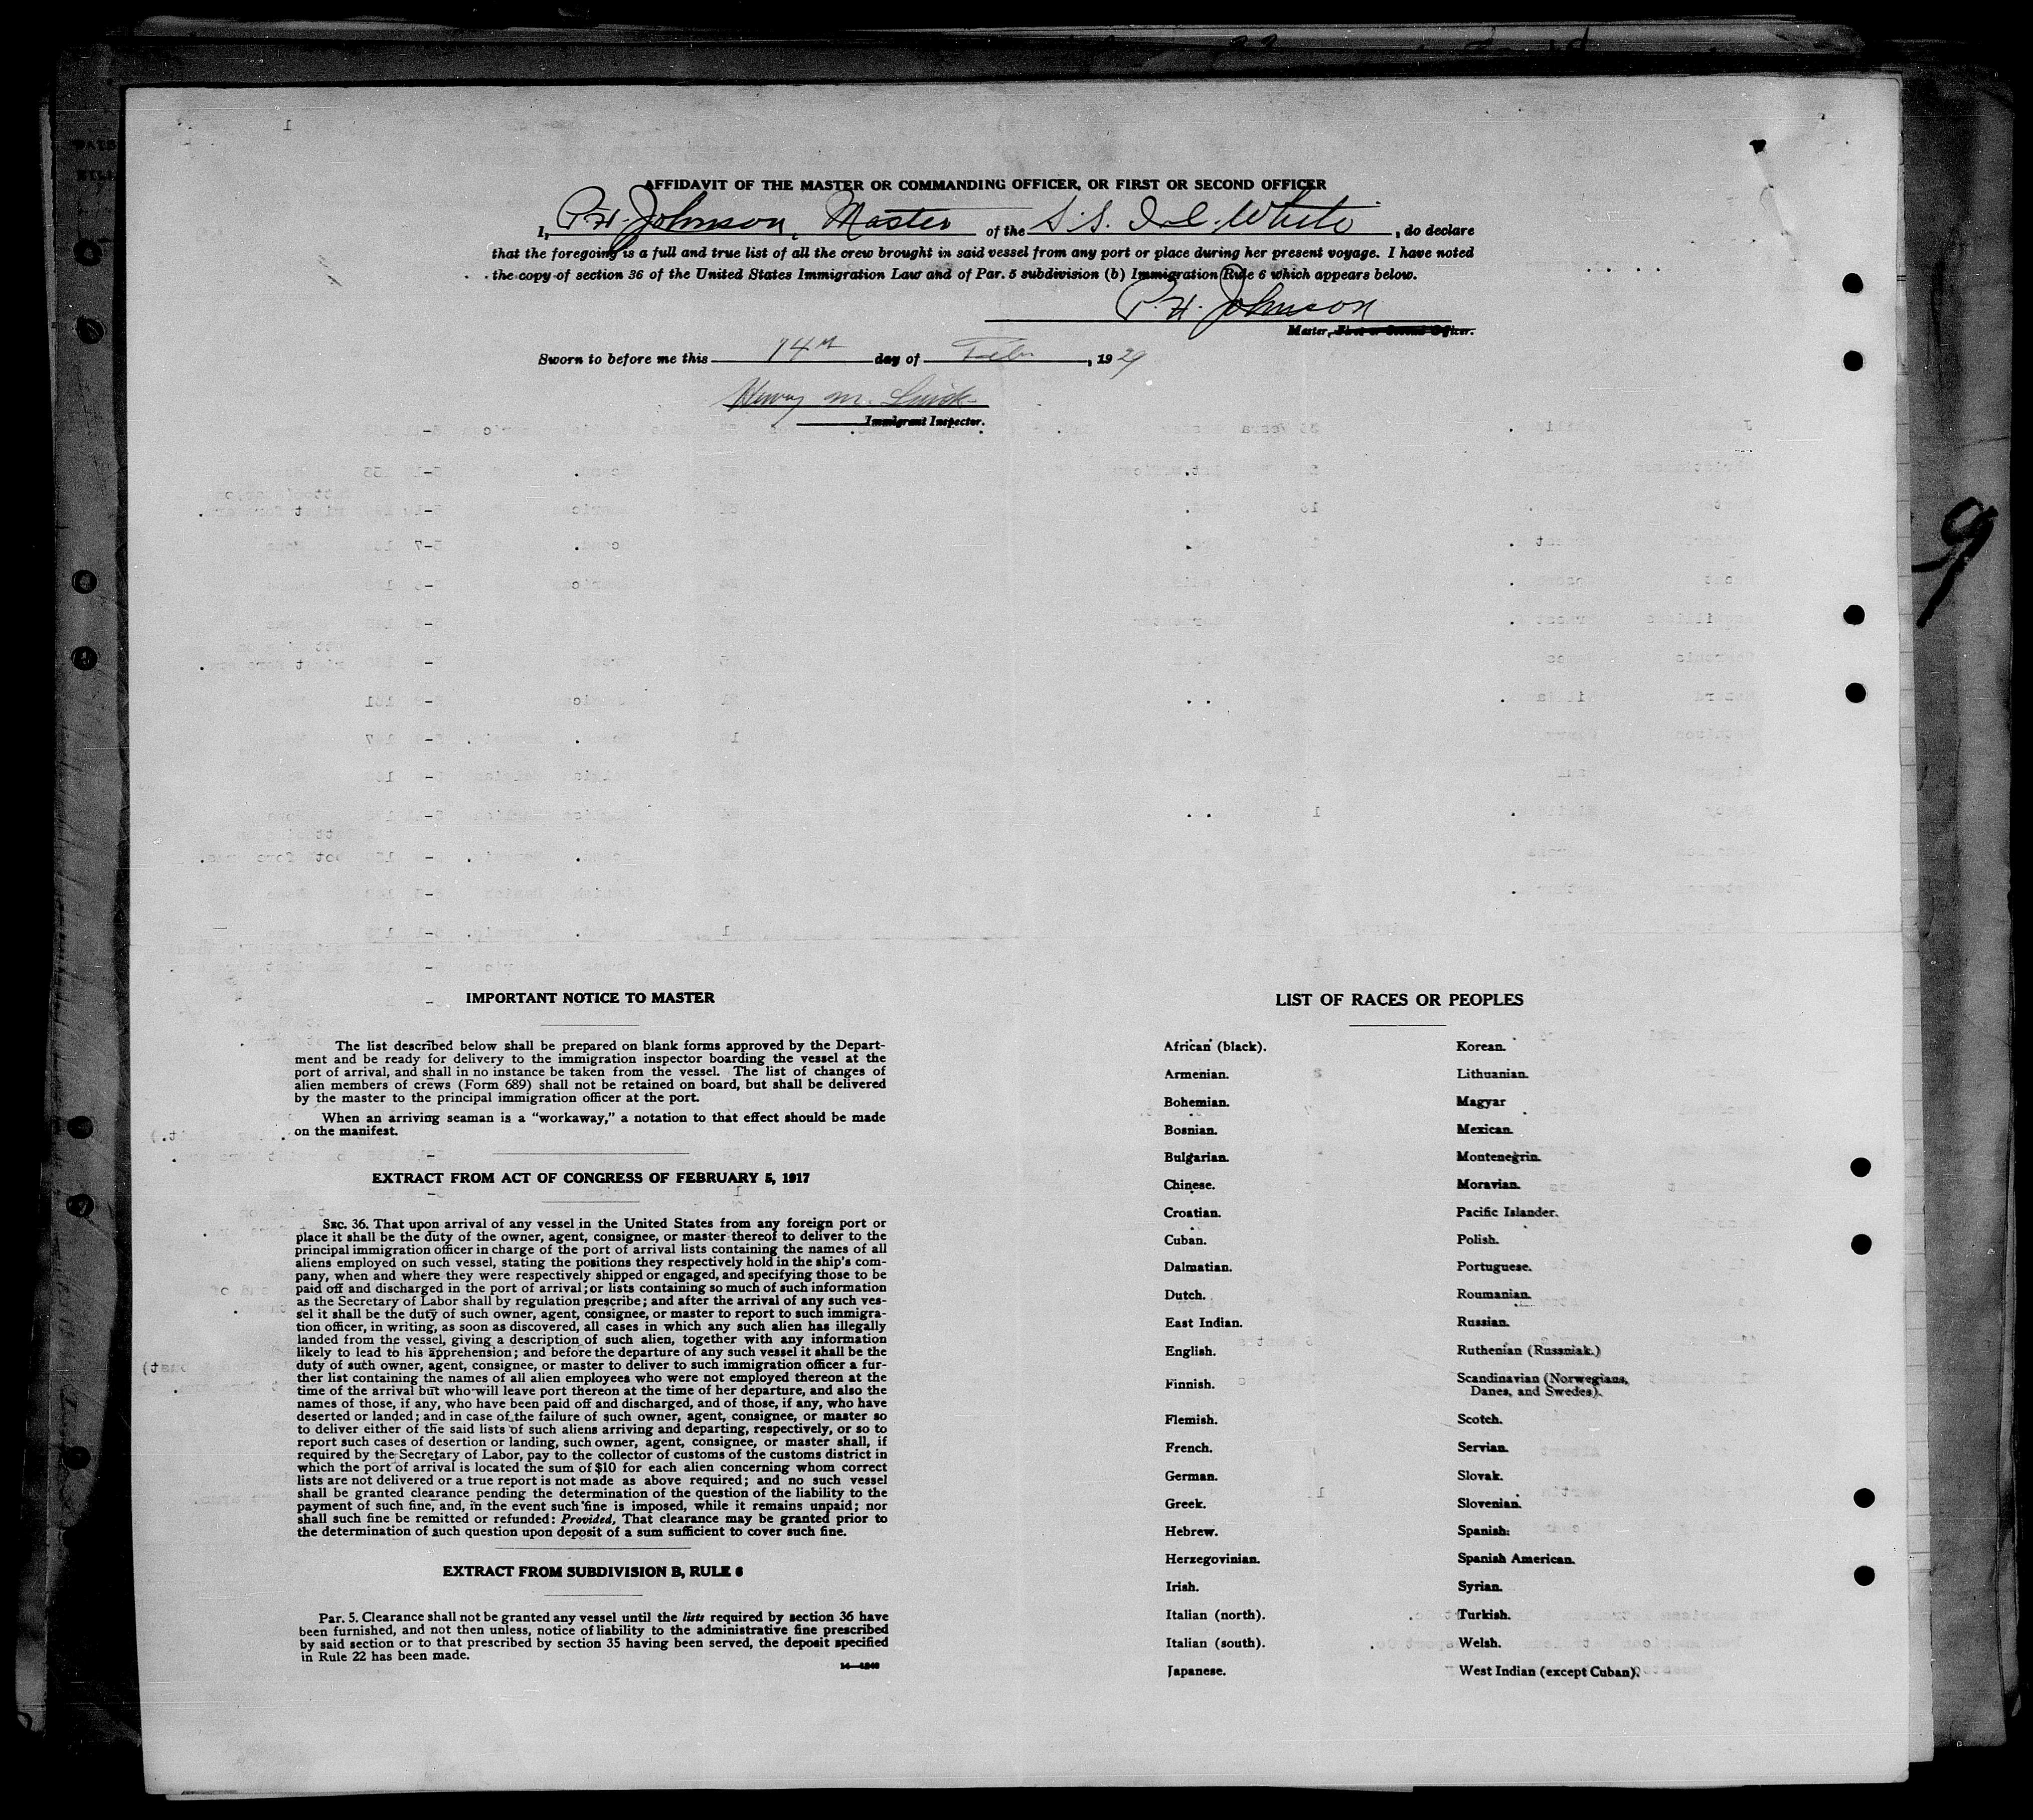 AFFIDAVIT OF THE MASTER OR COMMANDING OFFICER, OR FIRST OR SECOND OFFICER
I, P.H. Johnson, Master of the S.S. I.C. White, do declare
that the foregoing is a full and true list of all the crew brought in said vessel from any port or place during her present voyage. I have noted
the copy of section 36 of the United States Immigration Law and of Par. 5 subdivision (b) Immigration Rule 6 which appears below.
P.H. Johnson
Master, First or Second Officer.
Sworn to before me this 14th day of Feb, 1929
Henry M.
Immigrant Inspector.
9
IMPORTANT NOTICE TO MASTER
The list described below shall be prepared on blank forms approved by the Depart-
ment and be ready for delivery to the immigration inspector boarding the vessel at the
port of arrival, and shall in no instance be taken from the vessel. The list of changes of
alien members of crews (Form 689) shall not be retained on board, but shall be delivered
by the master to the principal immigration officer at the port.
When an arriving seaman is a "workaway," a notation to that effect should be made
on the manifest.
EXTRACT FROM ACT OF CONGRESS OF FEBRUARY 5, 1917
SEC. 36. That upon arrival of any vessel in the United States from any foreign port or
place it shall be the duty of the owner, agent, consignee, or master thereof to deliver to the
principal immigration officer in charge of the port of arrival lists containing the names of all
aliens employed on such vessel, stating the positions they respectively hold in the ship's com-
pany, when and where they were respectively shipped or engaged, and specifying those to be
paid off and discharged in the port of arrival; or lists containing so much of such information
as the Secretary of Labor shall by regulation prescribe; and after the arrival of any such ves-
sel it shall be the duty of such owner, agent, consignee, or master to report to such immigra-
tion officer, in writing, as soon as discovered, all cases in which any such alien has illegally
landed from the vessel, giving a description of such alien, together with any information
likely to lead to his apprehension; and before the departure of any such vessel it shall be the
duty of such owner, agent, consignee, or master to deliver to such immigration officer a fur-
ther list containing the names of all alien employees who were not employed thereon at the
time of the arrival but who will leave port thereon at the time of her departure, and also the
names of those, if any, who have been paid off and discharged, and of those, if any, who have
deserted or landed; and in case of the failure of such owner, agent, consignee, or master so
to deliver either of the said lists of such aliens arriving and departing, respectively, or so to
report such cases of desertion or landing, such owner, agent, consignee, or master shall, if
required by the Secretary of Labor, pay to the collector of customs of the customs district in
which the port of arrival is located the sum of $10 for each alien concerning whom correct
lists are not delivered or a true report is not made as above required; and no such vessel
shall be granted clearance pending the determination of the question of the liability to the
payment of such fine, and, in the event such fine is imposed, while it remains unpaid; nor
shall such fine be remitted or refunded: Provided, That clearance may be granted prior to
the determination of such question upon deposit of a sum sufficient to cover such fine.
EXTRACT FROM SUBDIVISION B, RULE 6
Par. 5. Clearance shall not be granted any vessel until the lists required by section 36 have
been furnished, and not then unless, notice of liability to the administrative fine prescribed
by said section or to that prescribed by section 35 having been served, the deposit specified
in Rule 22 has been made.
LIST OF RACES OR PEOPLES
African (black).
Armenian.
Bohemian.
Bosnian.
Bulgarian.
Chinese.
Croatian.
Cuban.
Dalmatian.
Dutch.
East Indian.
English.
Finnish.
Flemish.
French.
German.
Greek.
Hebrew.
Herzegovinian.
Irish.
Italian (north).
Italian (south).
Japanese.
Korean.
Lithuanian.
Magyar
Mexican.
Montenegrin.
Moravian.
Pacific Islander.
Polish.
Portuguese.
Roumanian.
Russian.
Ruthenian (Russniak.)
Scandinavian (Norwegians,
Danes, and Swedes).
Scotch.
Servian.
Slovak.
Slovenian.
Spanish.
Spanish American.
Syrian.
Turkish.
Welsh.
West Indian (except Cuban).